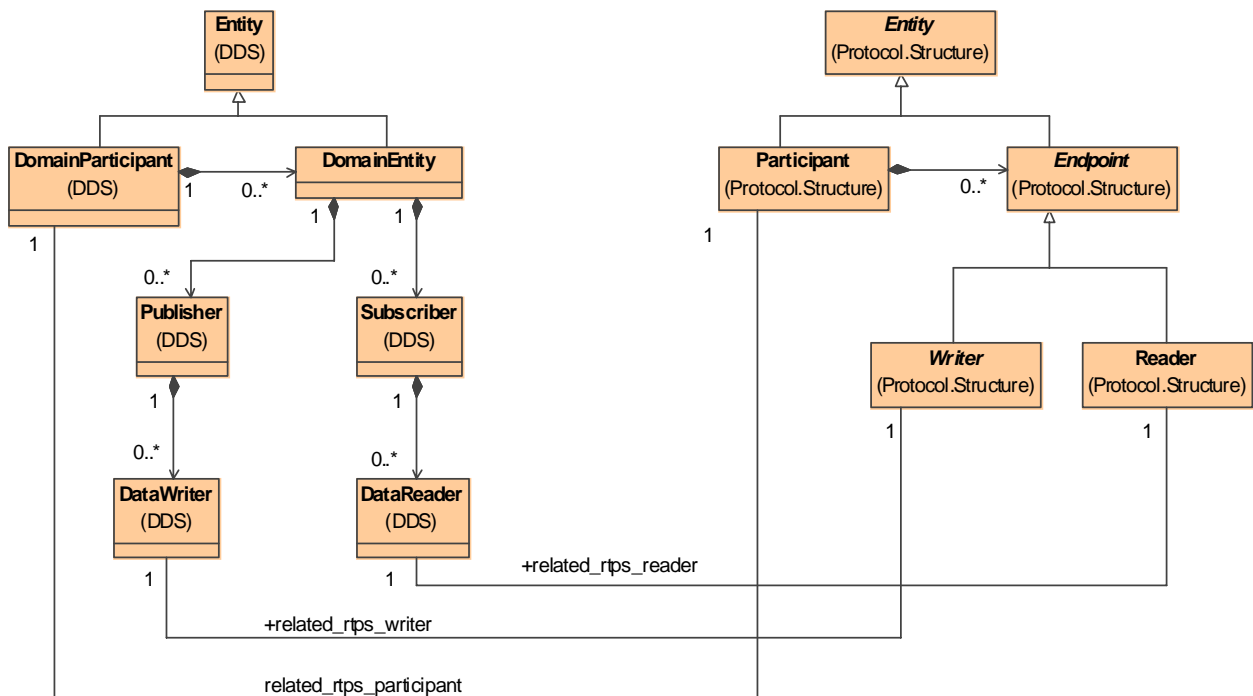 Entity
(DDS)
Entity
(Protocol.Structure)
DomainParticipant
(DDS)
1
0..*
DomainEntity
Participant
(Protocol.Structure)
0..*
Endpoint
(Protocol.Structure)
1
1
1
1
0..*
0..*
Publisher
(DDS)
Subscriber
(DDS)
Writer
(Protocol.Structure)
Reader
(Protocol.Structure)
1
1
1
1
0..*
0..*
DataWriter
(DDS)
DataReader
(DDS)
1
1
+related_rtps_reader
+related_rtps_writer
related_rtps_participant